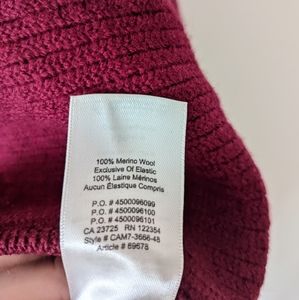 100% Merino Wool
Exclusive Of Elastic
100% Laine Mérinos
Aucun Élastique Compris
P.O. # 4500096099
P.O. # 4500096100
P.O. # 4500096101
CA 23725 RN 122354
Style # CAM7-3666-48
Article # 69678